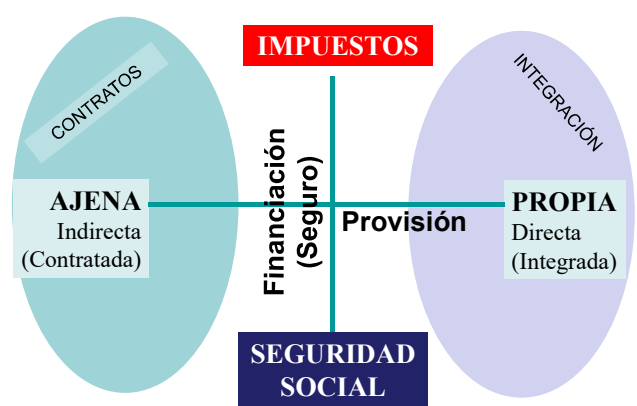 IMPUESTOS
CONTRATOS
INTEGRACIÓN
Financiación
(Seguro)
AJENA
Indirecta
(Contratada)
Provisión
PROPIA
Directa
(Integrada)
SEGURIDAD
SOCIAL